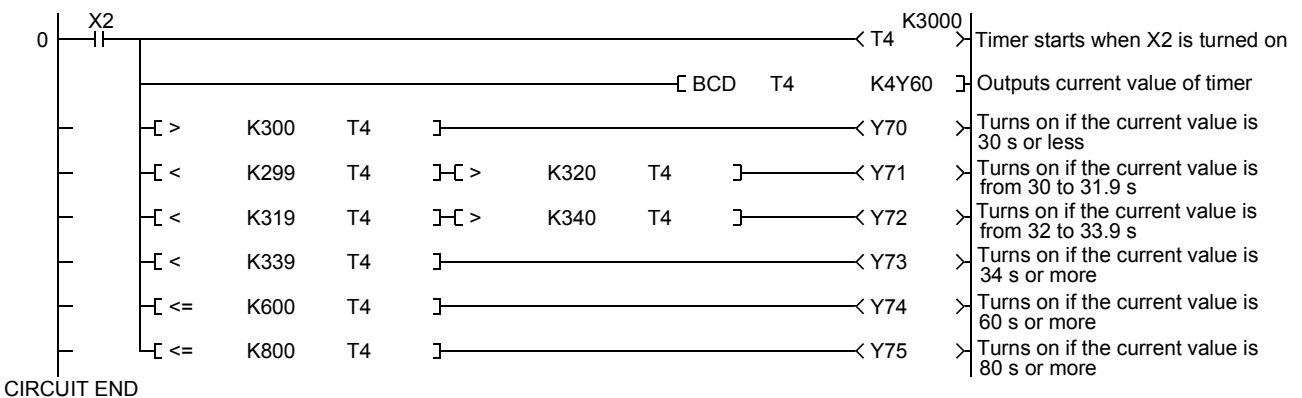 X2 K3000
0 T4 Timer starts when X2 is turned on
BCD T4 K4Y60 Outputs current value of timer
> K300 T4 Y70 Turns on if the current value is
30 s or less
< K299 T4 > K320 T4 Y71 Turns on if the current value is
from 30 to 31.9 s
< K319 T4 > K340 T4 Y72 Turns on if the current value is
from 32 to 33.9 s
< K339 T4 Y73 Turns on if the current value is
34 s or more
<= K600 T4 Y74 Turns on if the current value is
60 s or more
<= K800 T4 Y75 Turns on if the current value is
80 s or more
CIRCUIT END